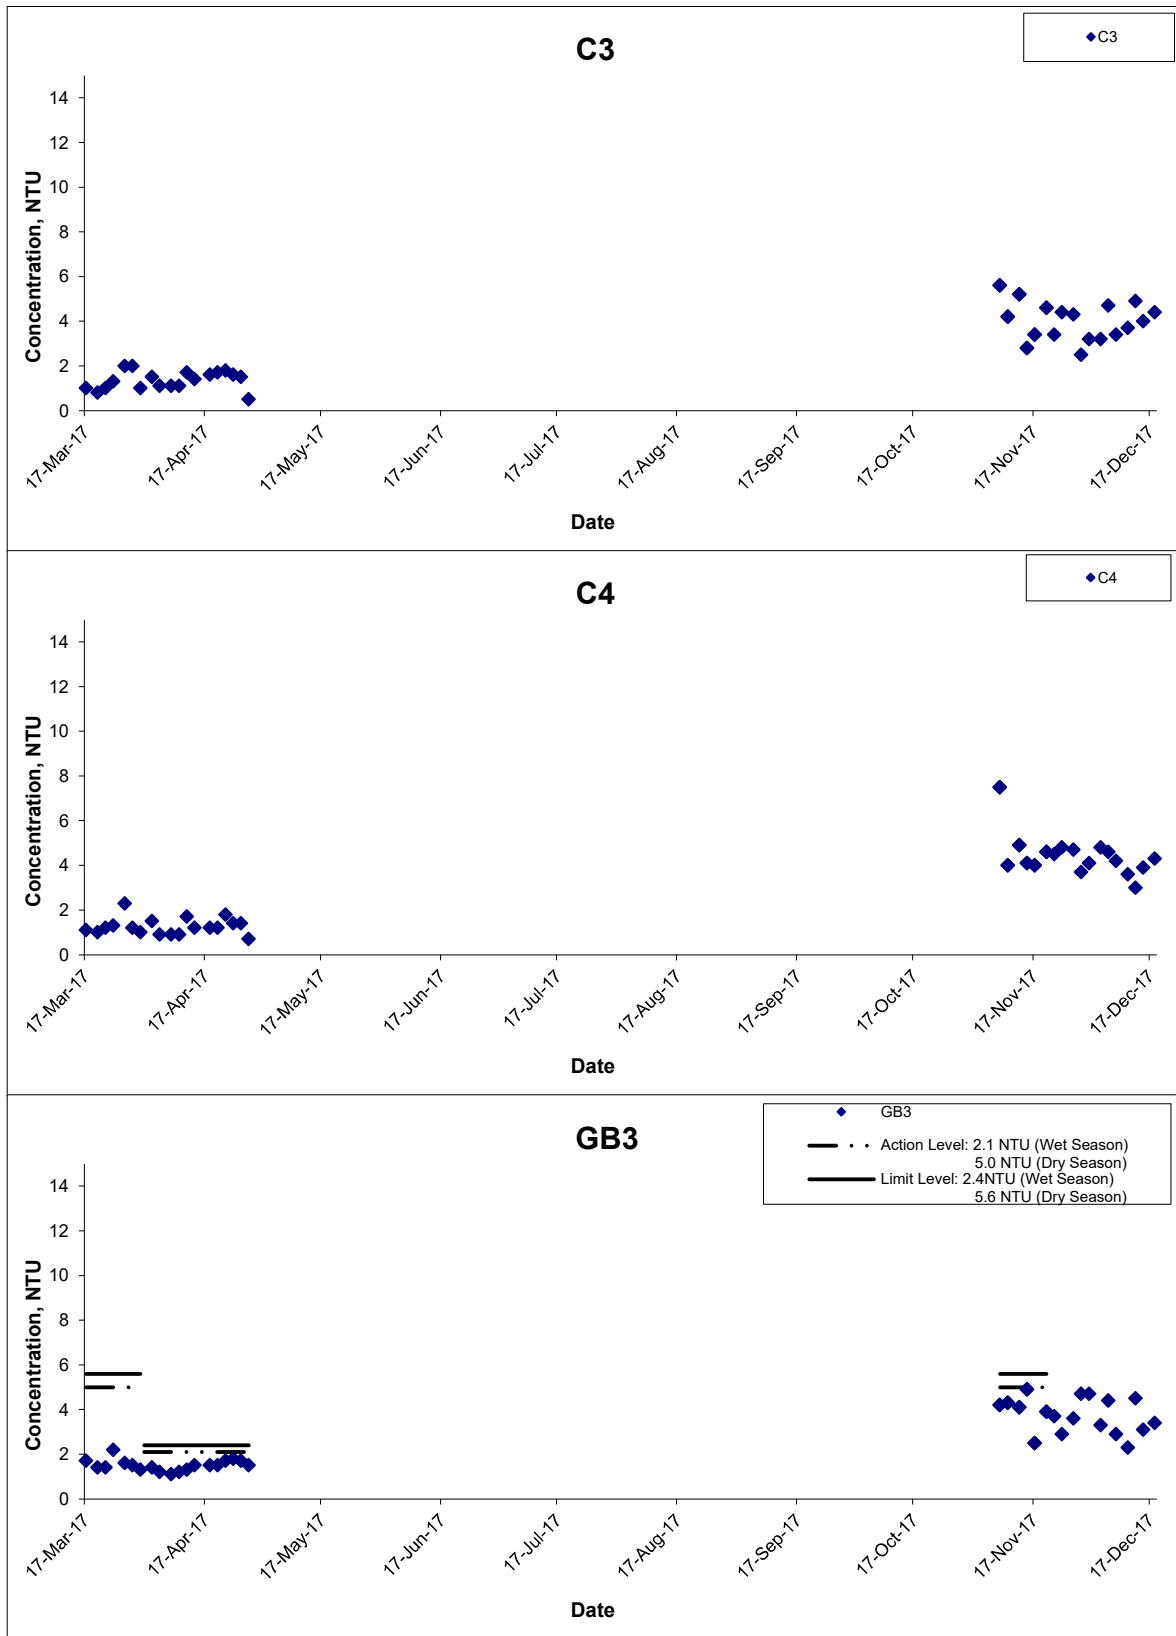 C3
C3
14
12
10
8
6
4
2
0
Concentration, NTU
17-Mar-17
17-Apr-17
17-May-17
17-Jun-17
17-Jul-17
17-Aug-17
17-Sep-17
17-Oct-17
17-Nov-17
17-Dec-17
Date
C4
C4
14
12
10
8
6
4
2
0
Concentration, NTU
17-Mar-17
17-Apr-17
17-May-17
17-Jun-17
17-Jul-17
17-Aug-17
17-Sep-17
17-Oct-17
17-Nov-17
17-Dec-17
Date
GB3
GB3
Action Level: 2.1 NTU (Wet Season)
5.0 NTU (Dry Season)
Limit Level: 2.4NTU (Wet Season)
5.6 NTU (Dry Season)
14
12
10
8
6
4
2
0
Concentration, NTU
17-Mar-17
17-Apr-17
17-May-17
17-Jun-17
17-Jul-17
17-Aug-17
17-Sep-17
17-Oct-17
17-Nov-17
17-Dec-17
Date